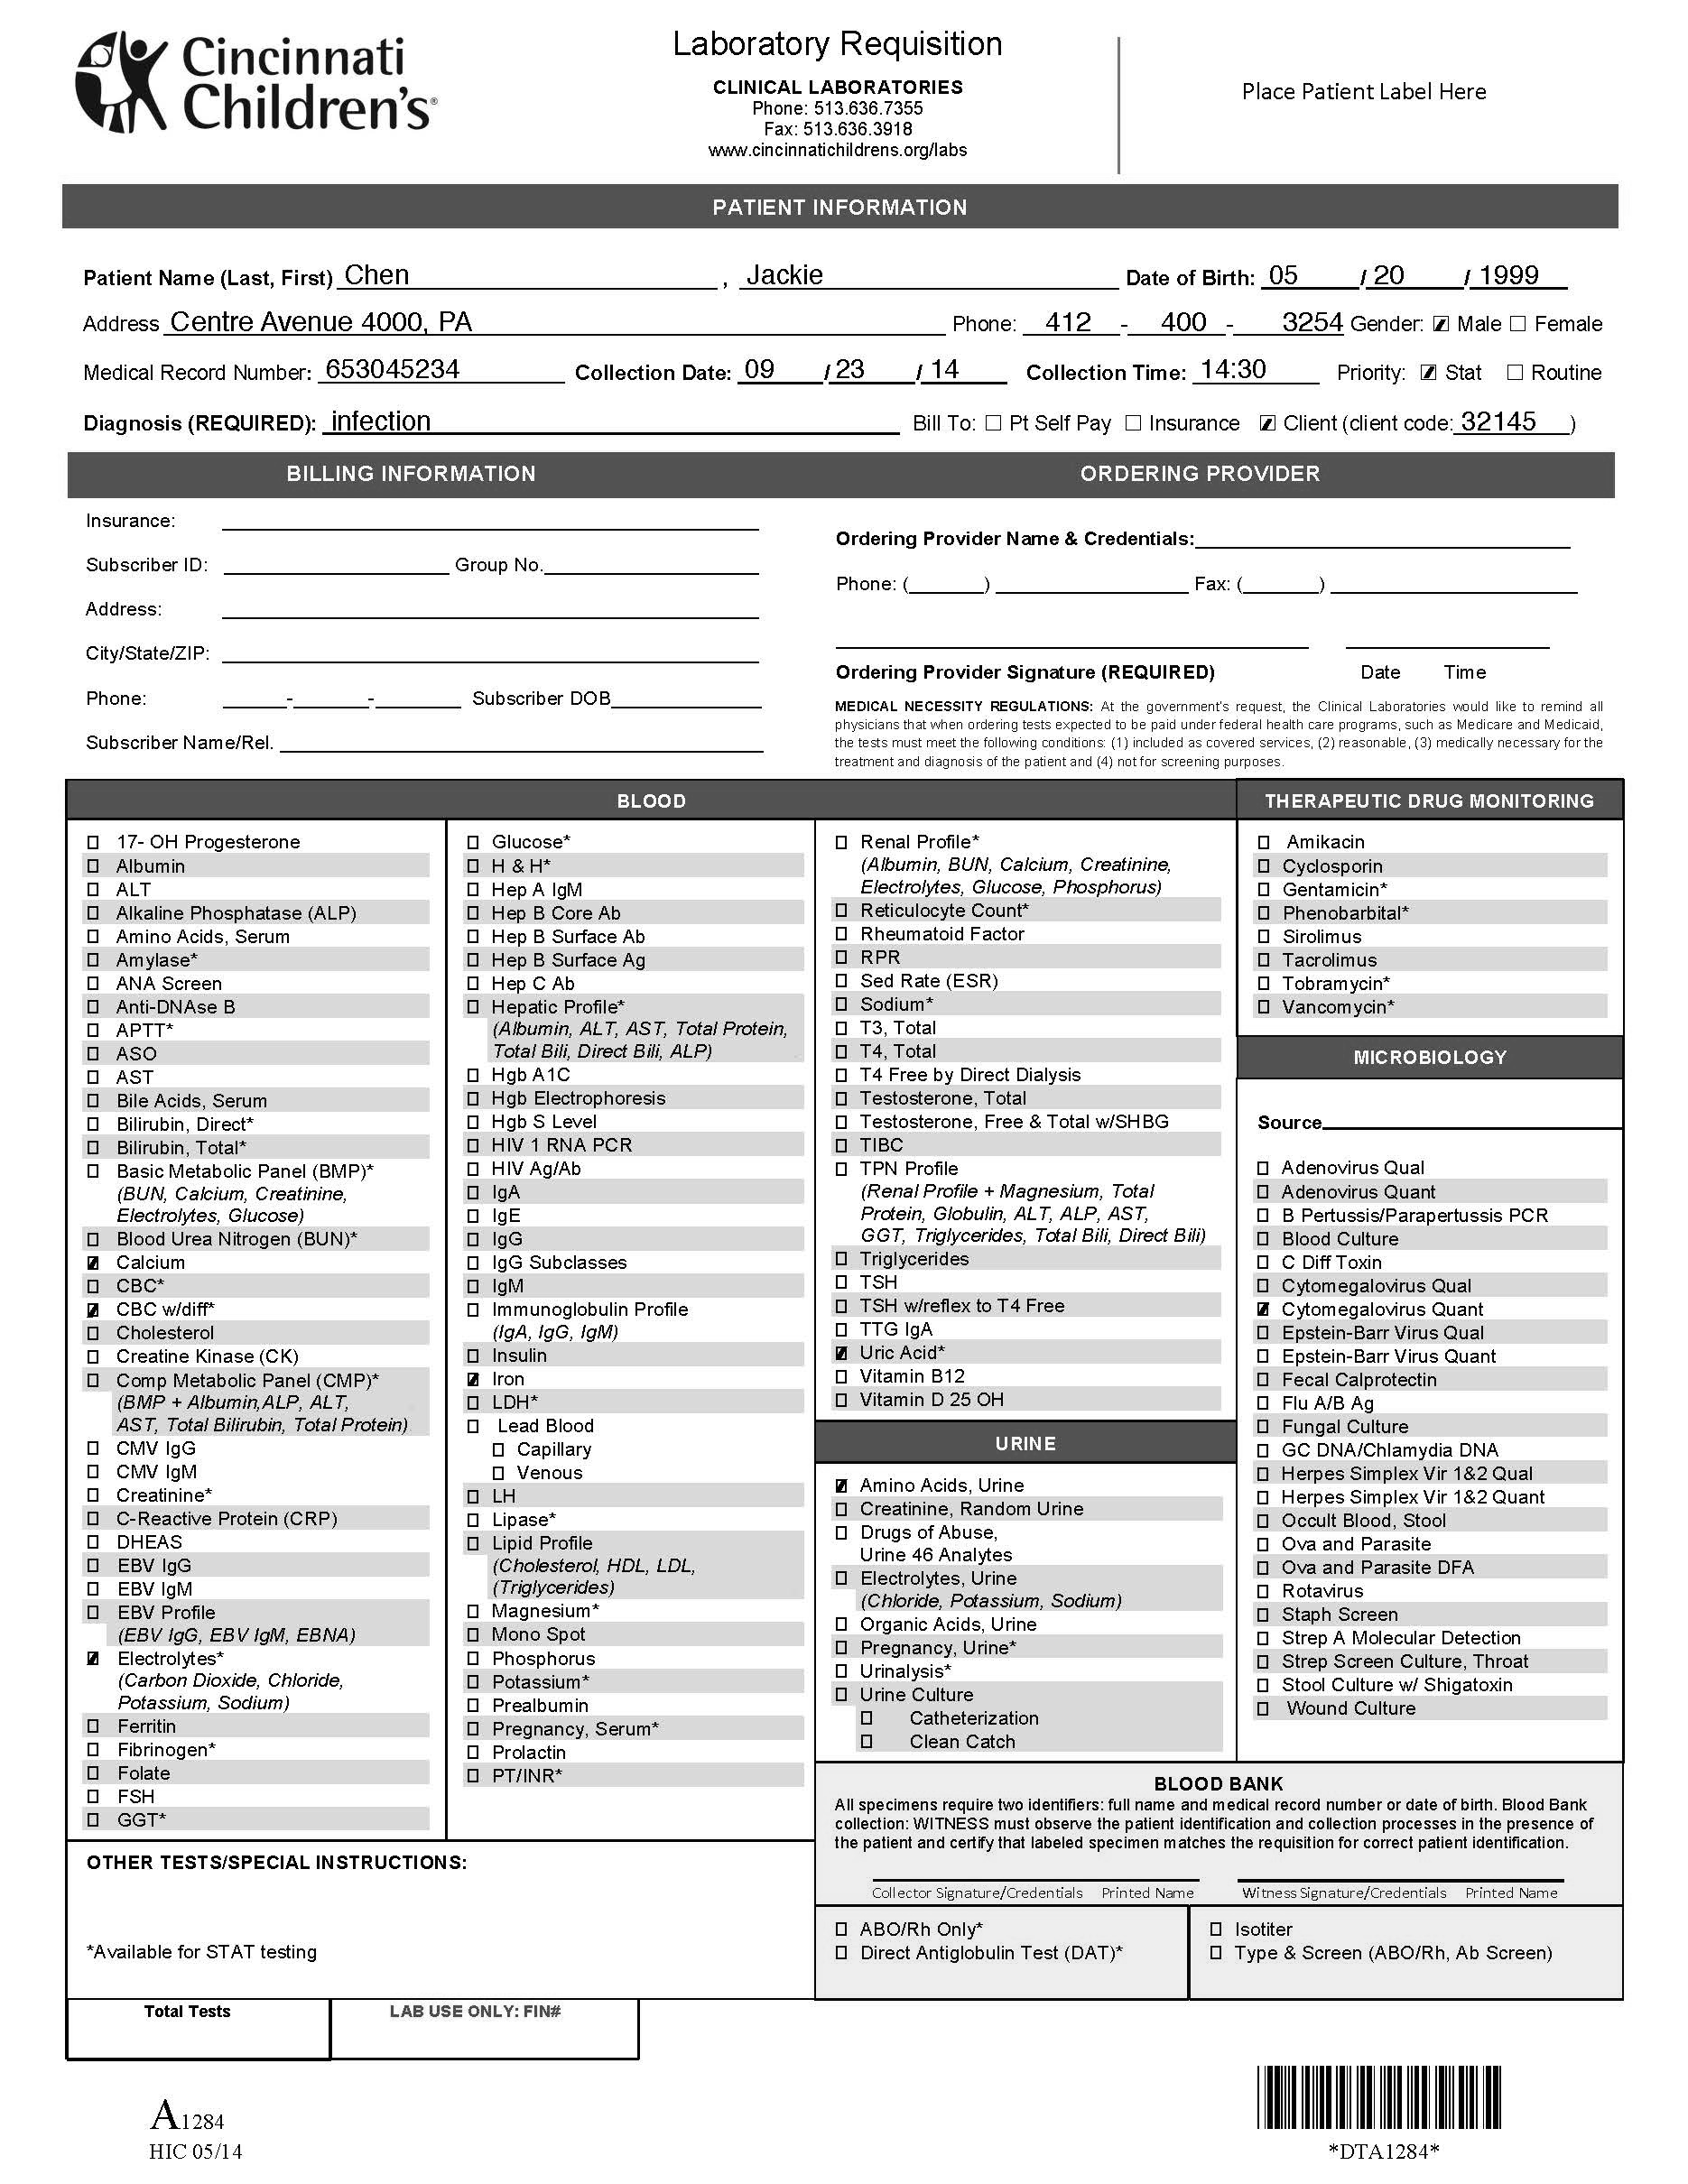 Cincinnati
Children's®
Laboratory Requisition
CLINICAL LABORATORIES
Phone: 513.636.7355
Fax: 513.636.3918
www.cincinnatichildrens.org/labs
Place Patient Label Here
PATIENT INFORMATION
Patient Name (Last, First) Chen , Jackie Date of Birth: 05 / 20 / 1999
Address Centre Avenue 4000, PA Phone: 412 - 400 - 3254 Gender: Male Female
Medical Record Number: 653045234 Collection Date: 09 / 23 / 14 Collection Time: 14:30 Priority: Stat Routine
Diagnosis (REQUIRED): infection Bill To: Pt Self Pay Insurance Client (client code: 32145 )
BILLING INFORMATION
Insurance:
Subscriber ID: Group No.
Address:
City/State/ZIP:
Phone: - - Subscriber DOB
Subscriber Name/Rel.
ORDERING PROVIDER
Ordering Provider Name & Credentials:
Phone: ( ) Fax: ( )
Ordering Provider Signature (REQUIRED) Date Time
MEDICAL NECESSITY REGULATIONS: At the government's request, the Clinical Laboratories would like to remind all
physicians that when ordering tests expected to be paid under federal health care programs, such as Medicare and Medicaid,
the tests must meet the following conditions: (1) included as covered services, (2) reasonable, (3) medically necessary for the
treatment and diagnosis of the patient and (4) not for screening purposes.
BLOOD
17- OH Progesterone
Albumin
ALT
Alkaline Phosphatase (ALP)
Amino Acids, Serum
Amylase*
ANA Screen
Anti-DNAse B
APTT*
ASO
AST
Bile Acids, Serum
Bilirubin, Direct*
Bilirubin, Total*
Basic Metabolic Panel (BMP)*
(BUN, Calcium, Creatinine,
Electrolytes, Glucose)
Blood Urea Nitrogen (BUN)*
Calcium
CBC*
CBC w/diff*
Cholesterol
Creatine Kinase (CK)
Comp Metabolic Panel (CMP)*
(BMP + Albumin,ALP, ALT,
AST, Total Bilirubin, Total Protein)
CMV IgG
CMV IgM
Creatinine*
C-Reactive Protein (CRP)
DHEAS
EBV IgG
EBV IgM
EBV Profile
(EBV IgG, EBV IgM, EBNA)
Electrolytes*
(Carbon Dioxide, Chloride,
Potassium, Sodium)
Ferritin
Fibrinogen*
Folate
FSH
GGT*
Glucose*
H & H*
Hep A IgM
Hep B Core Ab
Hep B Surface Ab
Hep B Surface Ag
Hep C Ab
Hepatic Profile*
(Albumin, ALT, AST, Total Protein,
Total Bili, Direct Bili, ALP)
Hgb A1C
Hgb Electrophoresis
Hgb S Level
HIV 1 RNA PCR
HIV Ag/Ab
IgA
IgE
IgG
IgG Subclasses
IgM
Immunoglobulin Profile
(IgA, IgG, IgM)
Insulin
Iron
LDH*
Lead Blood
Capillary
Venous
LH
Lipase*
Lipid Profile
(Cholesterol, HDL, LDL,
(Triglycerides)
Magnesium*
Mono Spot
Phosphorus
Potassium*
Prealbumin
Pregnancy, Serum*
Prolactin
PT/INR*
Renal Profile*
(Albumin, BUN, Calcium, Creatinine,
Electrolytes, Glucose, Phosphorus)
Reticulocyte Count*
Rheumatoid Factor
RPR
Sed Rate (ESR)
Sodium*
T3, Total
T4, Total
T4 Free by Direct Dialysis
Testosterone, Total
Testosterone, Free & Total w/SHBG
TIBC
TPN Profile
(Renal Profile + Magnesium, Total
Protein, Globulin, ALT, ALP, AST,
GGT, Triglycerides, Total Bili, Direct Bili)
Triglycerides
TSH
TSH w/reflex to T4 Free
TTG IgA
Uric Acid*
Vitamin B12
Vitamin D 25 OH
URINE
Amino Acids, Urine
Creatinine, Random Urine
Drugs of Abuse,
Urine 46 Analytes
Electrolytes, Urine
(Chloride, Potassium, Sodium)
Organic Acids, Urine
Pregnancy, Urine*
Urinalysis*
Urine Culture
Catheterization
Clean Catch
THERAPEUTIC DRUG MONITORING
Amikacin
Cyclosporin
Gentamicin*
Phenobarbital*
Sirolimus
Tacrolimus
Tobramycin*
Vancomycin*
MICROBIOLOGY
Source
Adenovirus Qual
Adenovirus Quant
B Pertussis/Parapertussis PCR
Blood Culture
C Diff Toxin
Cytomegalovirus Qual
Cytomegalovirus Quant
Epstein-Barr Virus Qual
Epstein-Barr Virus Quant
Fecal Calprotectin
Flu A/B Ag
Fungal Culture
GC DNA/Chlamydia DNA
Herpes Simplex Vir 1&2 Qual
Herpes Simplex Vir 1&2 Quant
Occult Blood, Stool
Ova and Parasite
Ova and Parasite DFA
Rotavirus
Staph Screen
Strep A Molecular Detection
Strep Screen Culture, Throat
Stool Culture w/ Shigatoxin
Wound Culture
BLOOD BANK
All specimens require two identifiers: full name and medical record number or date of birth. Blood Bank
collection: WITNESS must observe the patient identification and collection processes in the presence of
the patient and certify that labeled specimen matches the requisition for correct patient identification.
Collector Signature/Credentials Printed Name Witness Signature/Credentials Printed Name
ABO/Rh Only*
Direct Antiglobulin Test (DAT)*
Isotiter
Type & Screen (ABO/Rh, Ab Screen)
OTHER TESTS/SPECIAL INSTRUCTIONS:
*Available for STAT testing
Total Tests
LAB USE ONLY: FIN#
A1284
HIC 05/14
*DTA1284*